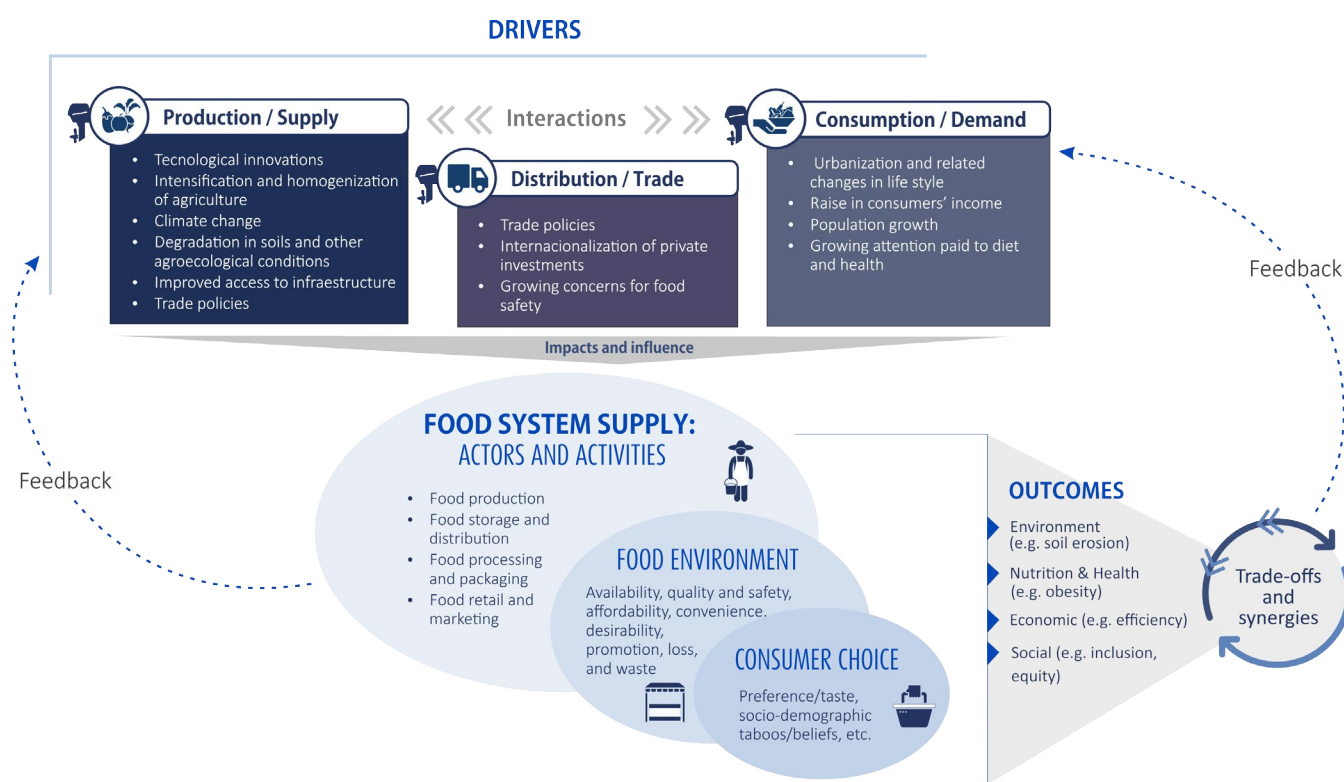 DRIVERS
Production / Supply
• Tecnological innovations
• Intensification and homogenization
of agriculture
• Climate change
• Degradation in soils and other
agroecological conditions
• Improved access to infraestructure
• Trade policies
Interactions
Distribution / Trade
• Trade policies
• Internacionalization of private
investments
• Growing concerns for food
safety
Consumption / Demand
• Urbanization and related
changes in life style
• Raise in consumers' income
• Population growth
• Growing attention paid to diet
and health
Feedback
Impacts and influence
Feedback
FOOD SYSTEM SUPPLY:
ACTORS AND ACTIVITIES
• Food production
• Food storage and
distribution
• Food processing
and packaging
• Food retail and
marketing
FOOD ENVIRONMENT
Availability, quality and safety,
affordability, convenience.
desirability,
promotion, loss,
and waste
CONSUMER CHOICE
Preference/taste,
socio-demographic
taboos/beliefs, etc.
OUTCOMES
Environment
(e.g. soil erosion)
Nutrition & Health
(e.g. obesity)
Economic (e.g. efficiency)
Social (e.g. inclusion,
equity)
Trade-offs
and
synergies